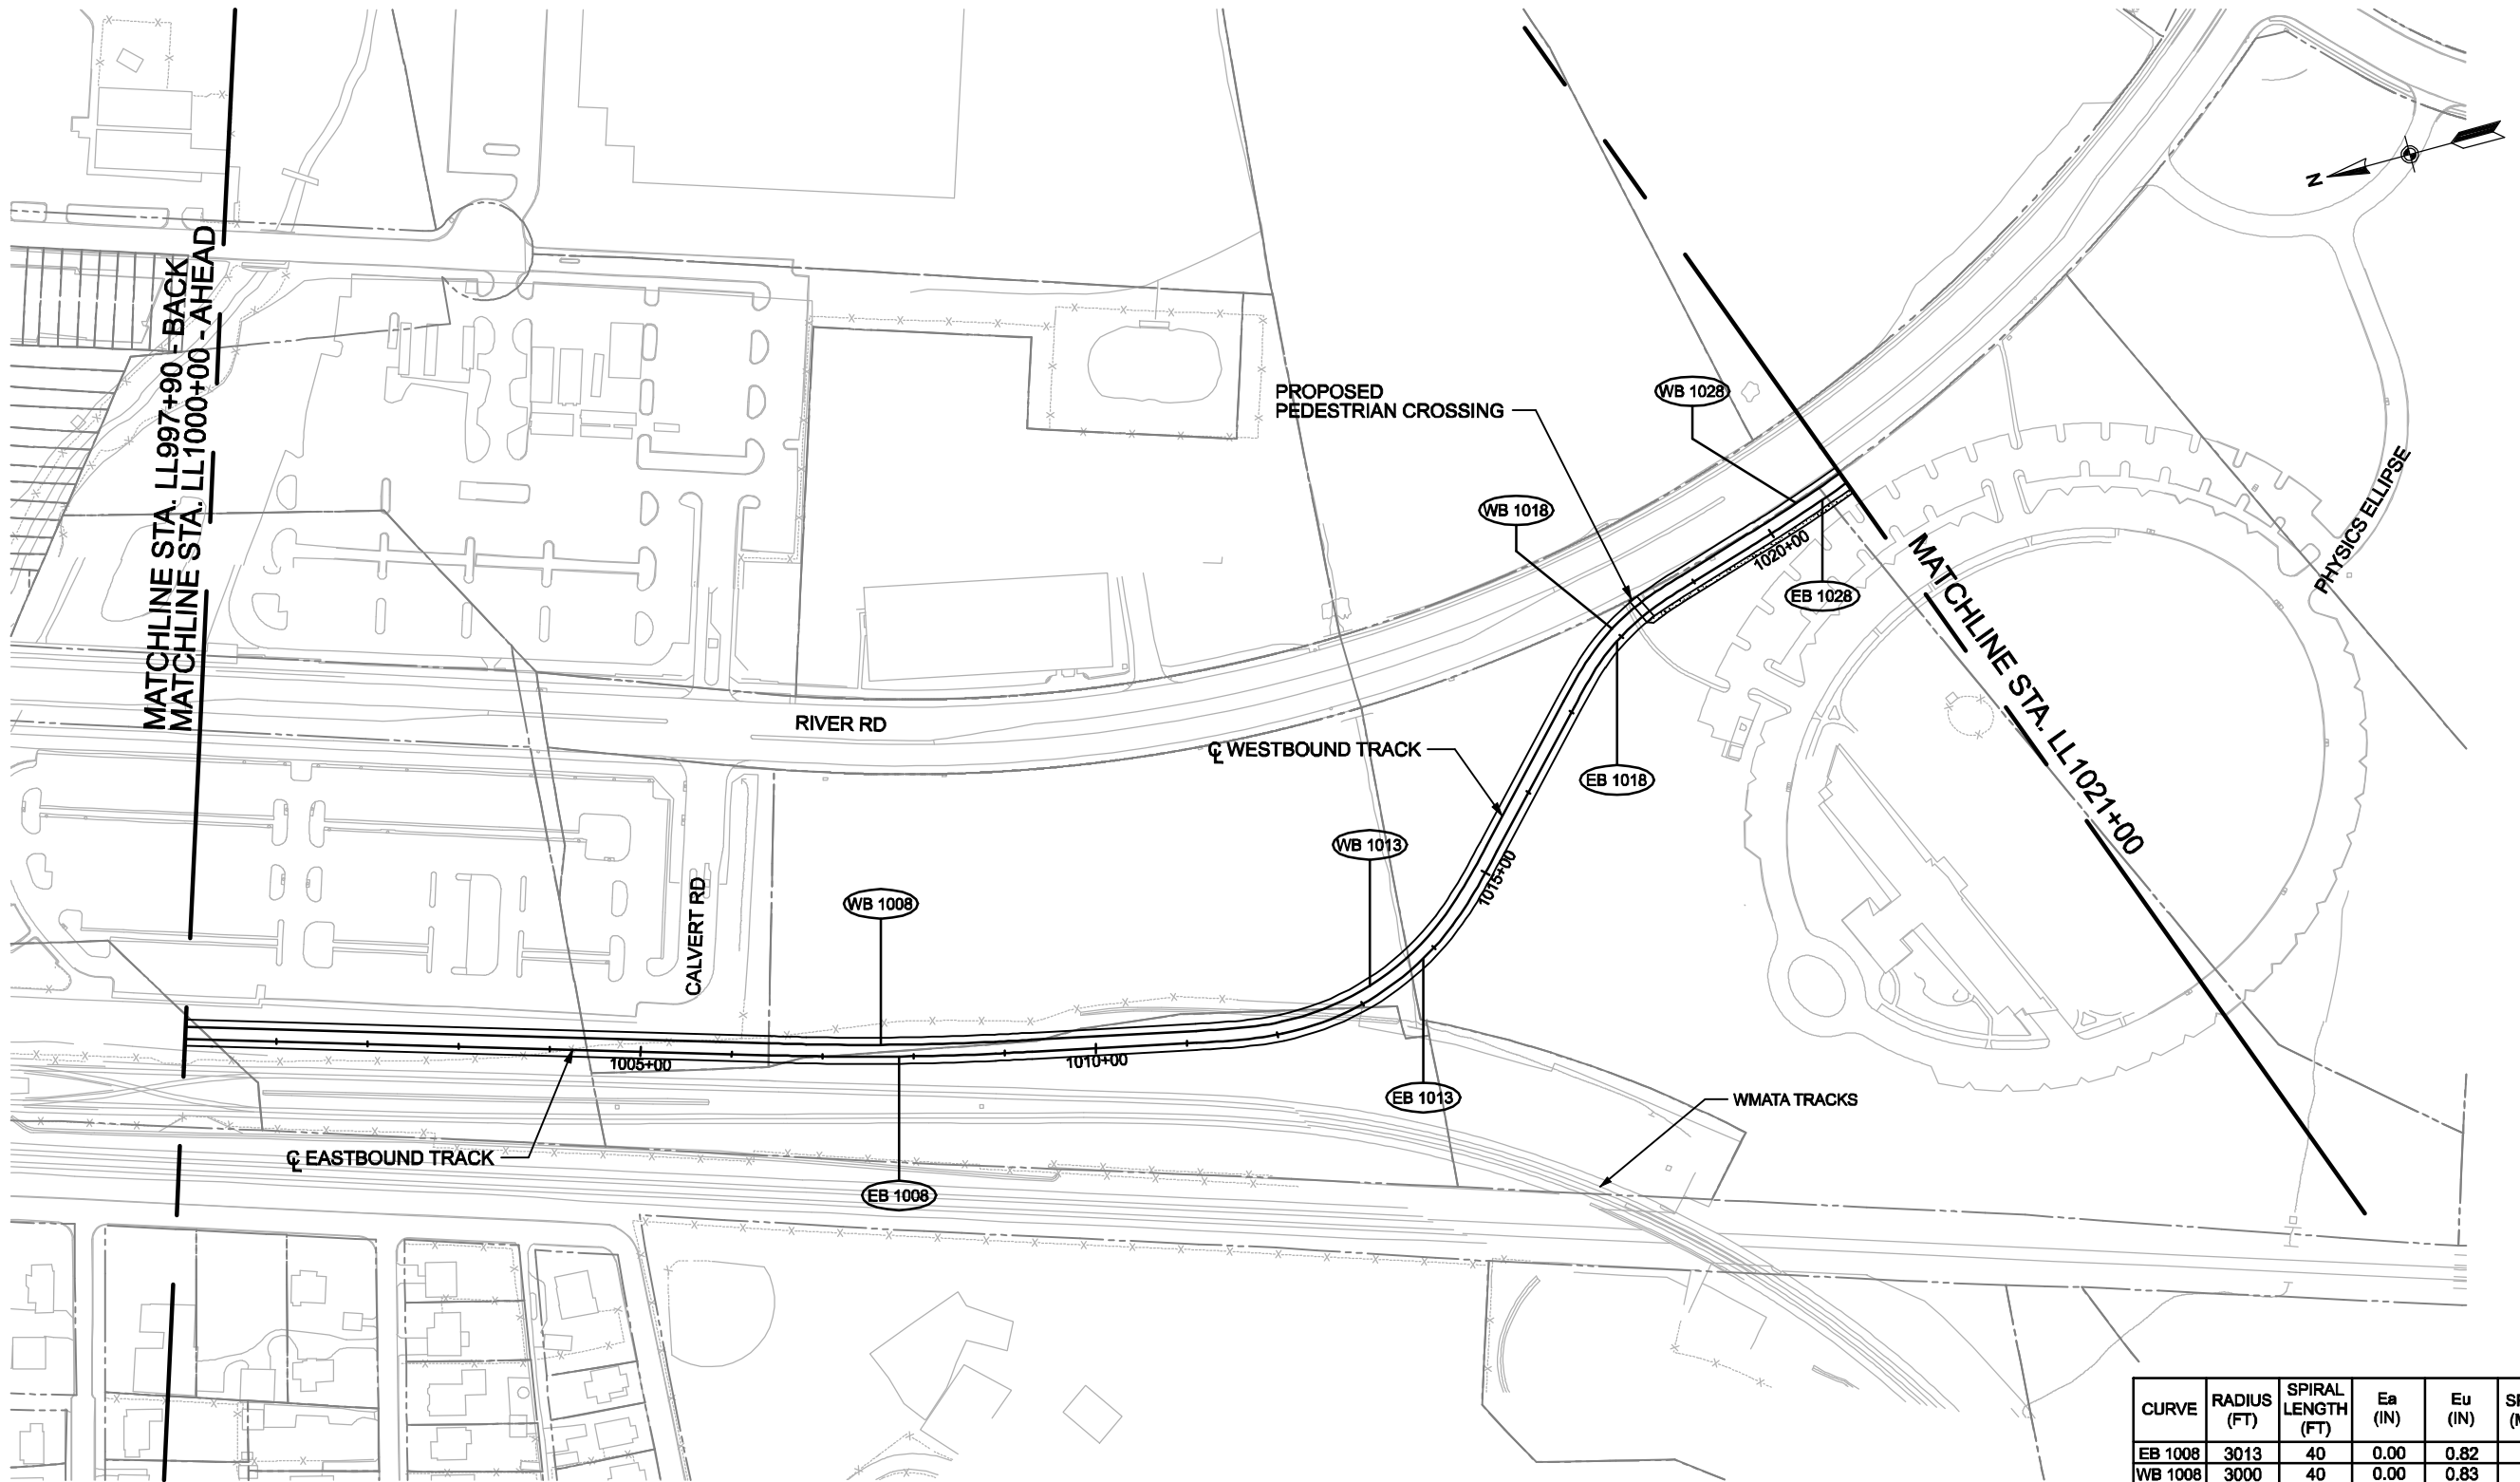 N
MATCHLINE STA. LL997+90 - BACK
MATCHLINE STA. LL1000+00 - AHEAD
PROPOSED
PEDESTRIAN CROSSING
WB 1028
WB 1018
1020+00
EB 1028
PHYSICS ELLIPSE
MATCHLINE STA. LL1021+00
RIVER RD
℄ WESTBOUND TRACK
EB 1018
WB 1013
1015+00
WB 1008
CALVERT RD
1005+00
1010+00
EB 1013
WMATA TRACKS
℄ EASTBOUND TRACK
EB 1008
CURVE RADIUS (FT) SPIRAL LENGTH (FT) Ea (IN) Eu (IN)
EB 1008 3013 40 0.00 0.82
WB 1008 3000 40 0.00 0.83